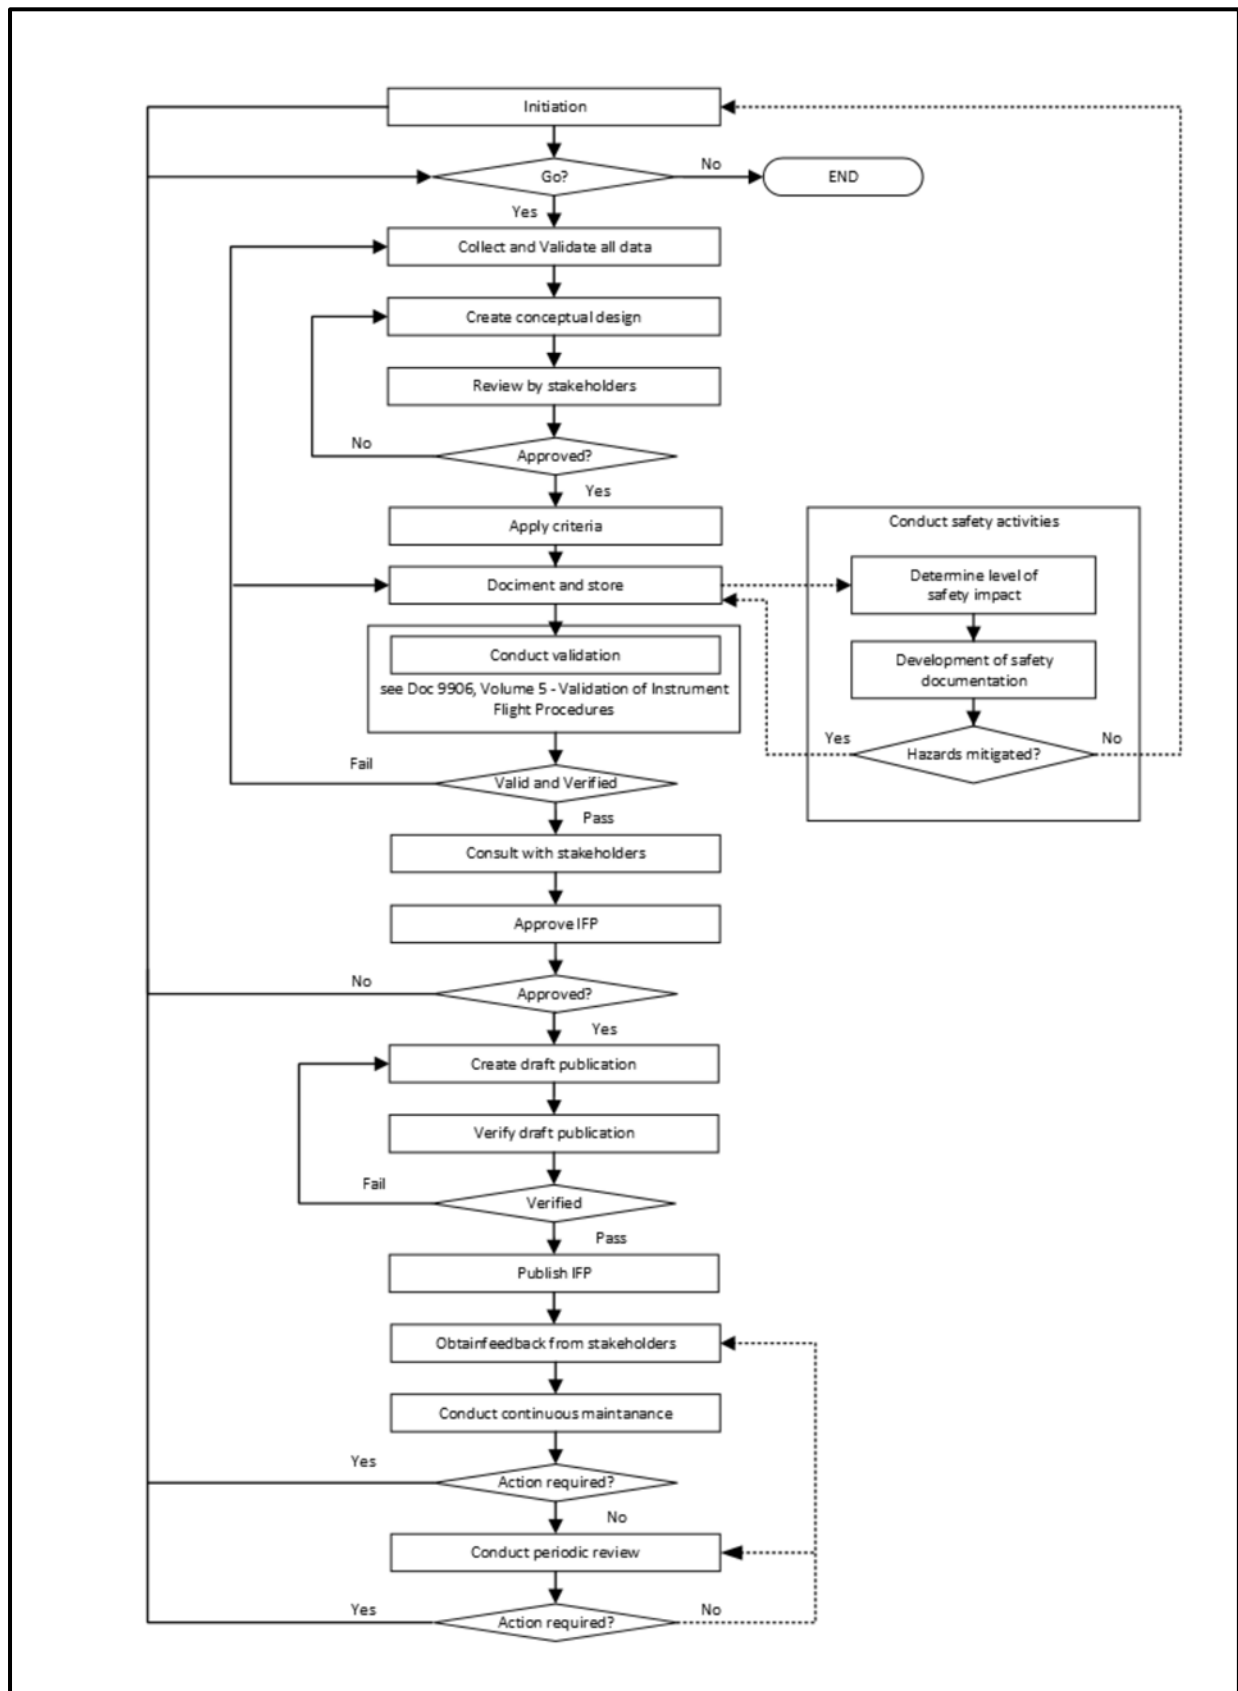 Initiation
Go?
No
END
Yes
Collect and Validate all data
Create conceptual design
Review by stakeholders
No
Approved?
Yes
Apply criteria
Dociment and store
Conduct validation
see Doc 9906, Volume 5 - Validation of Instrument
Flight Procedures
Conduct safety activities
Determine level of
safety impact
Development of safety
documentation
Yes
Hazards mitigated?
No
Fail
Valid and Verified
Pass
Consult with stakeholders
Approve IFP
No
Approved?
Yes
Create draft publication
Verify draft publication
Fail
Verified
Pass
Publish IFP
Obtainfeedback from stakeholders
Conduct continuous maintanance
Yes
Action required?
No
Conduct periodic review
Yes
Action required?
No